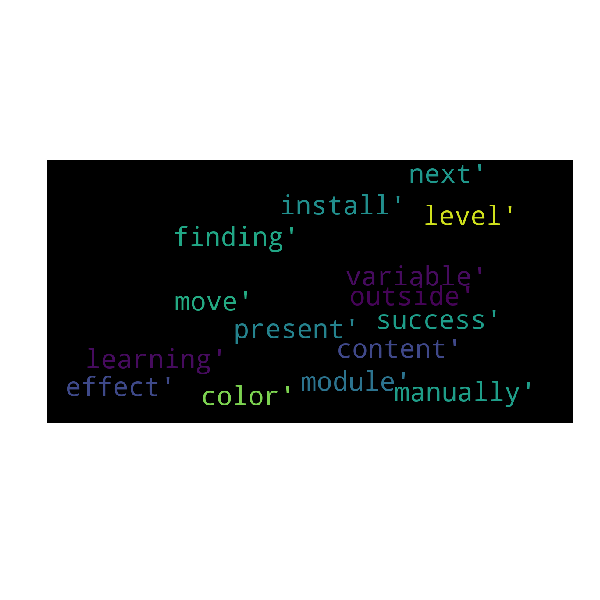 next'
install'
level'
finding'
variable'
outside'
move'
success'
present'
content'
learning'
module'
effect'
color'
manually'